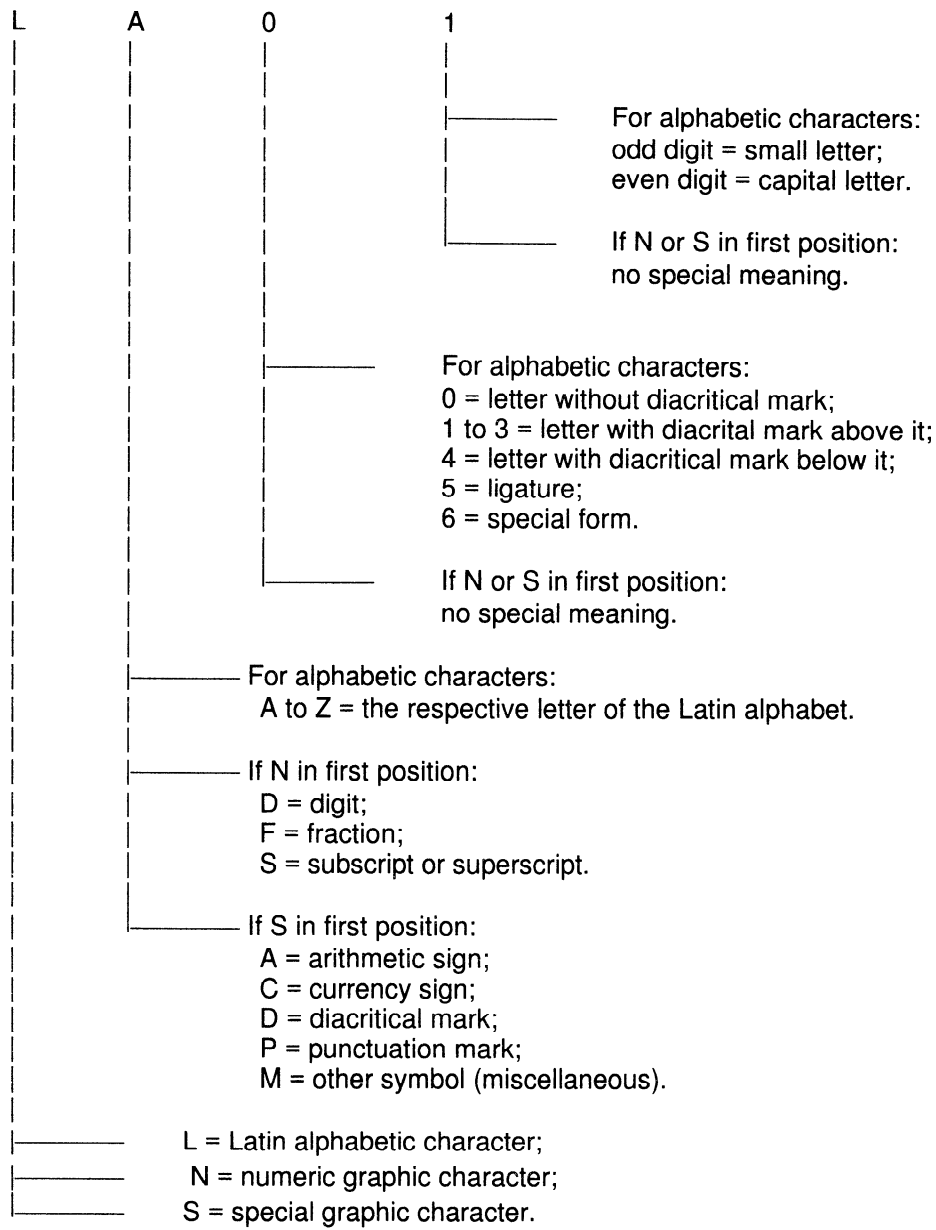 L A 0 1
For alphabetic characters:
odd digit = small letter;
even digit = capital letter.
If N or S in first position:
no special meaning.
For alphabetic characters:
0 = letter without diacritical mark;
1 to 3 = letter with diacrital mark above it;
4 = letter with diacritical mark below it;
5 = ligature;
6 = special form.
If N or S in first position:
no special meaning.
For alphabetic characters:
A to Z = the respective letter of the Latin alphabet.
If N in first position:
D = digit;
F = fraction;
S = subscript or superscript.
If S in first position:
A = arithmetic sign;
C = currency sign;
D = diacritical mark;
P = punctuation mark;
M = other symbol (miscellaneous).
L = Latin alphabetic character;
N = numeric graphic character;
S = special graphic character.